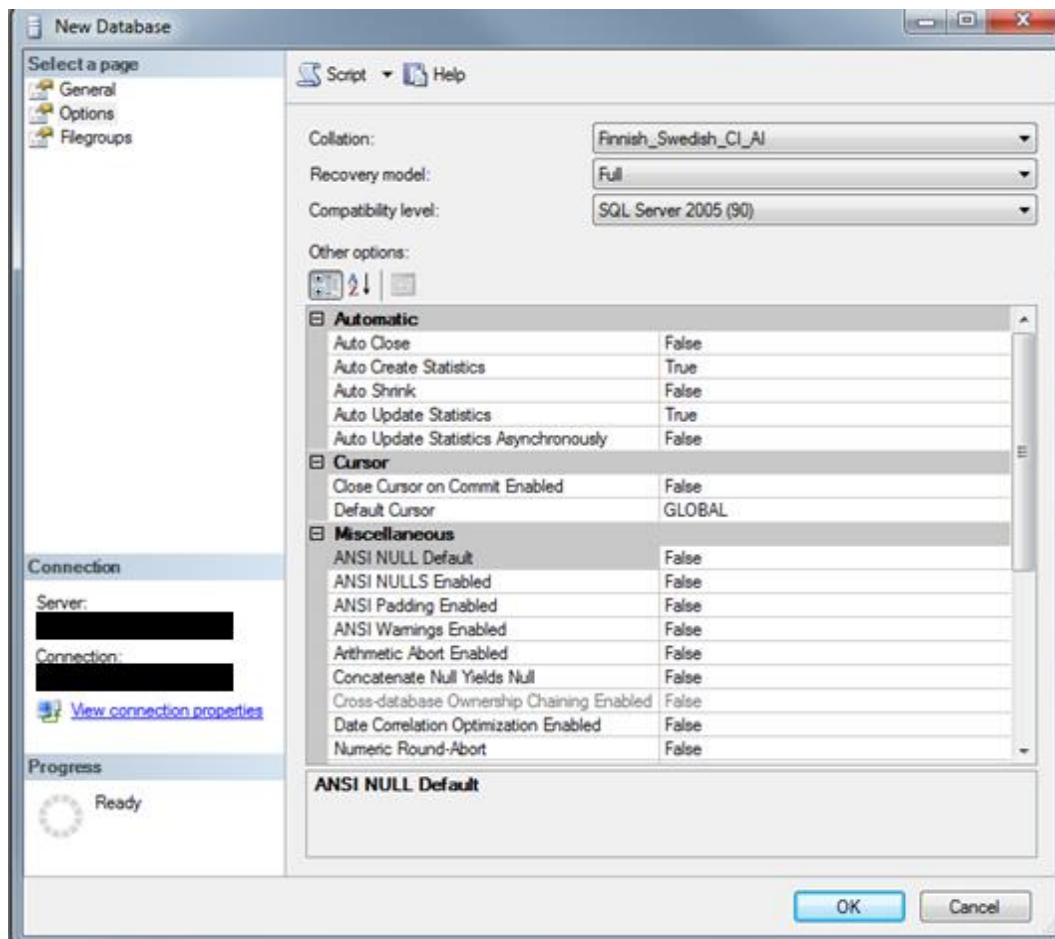 New Database
Select a page
General
Options
Filegroups
Connection
Server:
Connection:
View connection properties
Progress
Ready
Script Help
Collation: Finnish_Swedish_CI_AI
Recovery model: Full
Compatibility level: SQL Server 2005 (90)
Other options:
Automatic
Auto Close False
Auto Create Statistics True
Auto Shrink False
Auto Update Statistics True
Auto Update Statistics Asynchronously False
Cursor
Close Cursor on Commit Enabled False
Default Cursor GLOBAL
Miscellaneous
ANSI NULL Default False
ANSI NULLS Enabled False
ANSI Padding Enabled False
ANSI Warnings Enabled False
Arithmetic Abort Enabled False
Concatenate Null Yields Null False
Cross-database Ownership Chaining Enabled False
Date Correlation Optimization Enabled False
Numeric Round-Abort False
ANSI NULL Default
OK Cancel